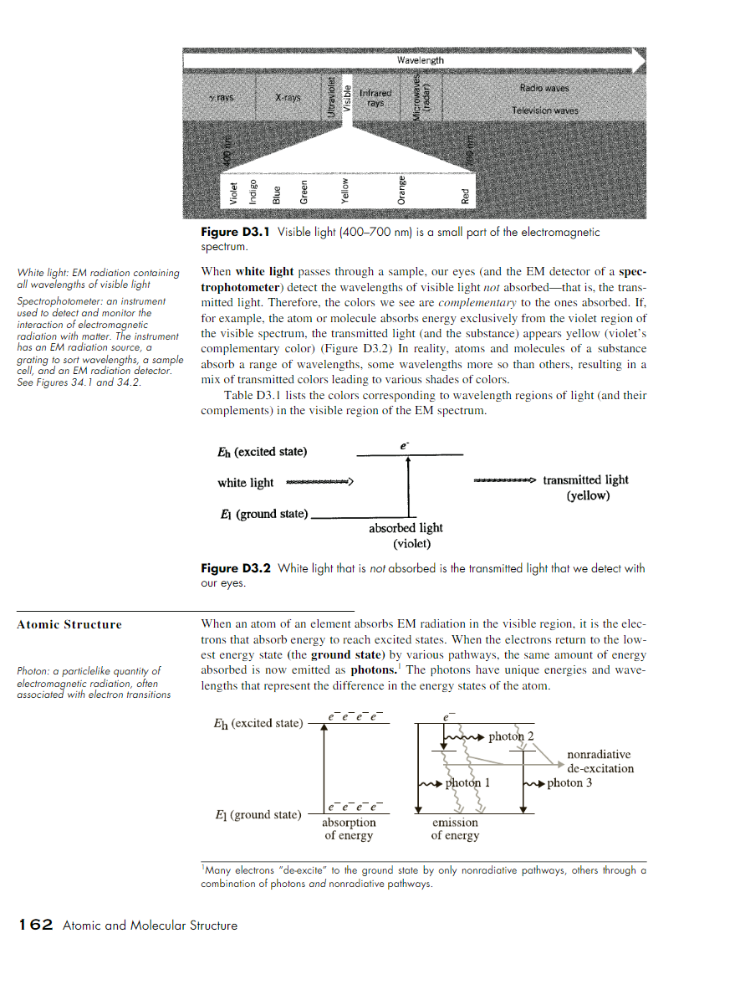 Wavelength
γ rays
X-rays
Ultraviolet
Visible
Infrared
rays
Microwaves
(radar)
Radio waves
Television waves
400 nm
700 nm
Violet
Indigo
Blue
Green
Yellow
Orange
Red
Figure D3.1 Visible light (400–700 nm) is a small part of the electromagnetic
spectrum.
White light: EM radiation containing
all wavelengths of visible light
Spectrophotometer: an instrument
used to detect and monitor the
interaction of electromagnetic
radiation with matter. The instrument
has an EM radiation source, a
grating to sort wavelengths, a sample
cell, and an EM radiation detector.
See Figures 34.1 and 34.2.
When white light passes through a sample, our eyes (and the EM detector of a spec-
trophotometer) detect the wavelengths of visible light not absorbed—that is, the trans-
mitted light. Therefore, the colors we see are complementary to the ones absorbed. If,
for example, the atom or molecule absorbs energy exclusively from the violet region of
the visible spectrum, the transmitted light (and the substance) appears yellow (violet's
complementary color) (Figure D3.2) In reality, atoms and molecules of a substance
absorb a range of wavelengths, some wavelengths more so than others, resulting in a
mix of transmitted colors leading to various shades of colors.
Table D3.1 lists the colors corresponding to wavelength regions of light (and their
complements) in the visible region of the EM spectrum.
Eh (excited state)
e-
white light
transmitted light
(yellow)
El (ground state)
absorbed light
(violet)
Figure D3.2 White light that is not absorbed is the transmitted light that we detect with
our eyes.
Atomic Structure
Photon: a particlelike quantity of
electromagnetic radiation, often
associated with electron transitions
When an atom of an element absorbs EM radiation in the visible region, it is the elec-
trons that absorb energy to reach excited states. When the electrons return to the low-
est energy state (the ground state) by various pathways, the same amount of energy
absorbed is now emitted as photons.¹ The photons have unique energies and wave-
lengths that represent the difference in the energy states of the atom.
Eh (excited state)
e⁻ e⁻ e⁻ e⁻
e⁻
photon 2
nonradiative
de-excitation
photon 1
photon 3
El (ground state)
e⁻ e⁻ e⁻ e⁻
absorption
of energy
emission
of energy
¹Many electrons "de-excite" to the ground state by only nonradiative pathways, others through a
combination of photons and nonradiative pathways.
162 Atomic and Molecular Structure